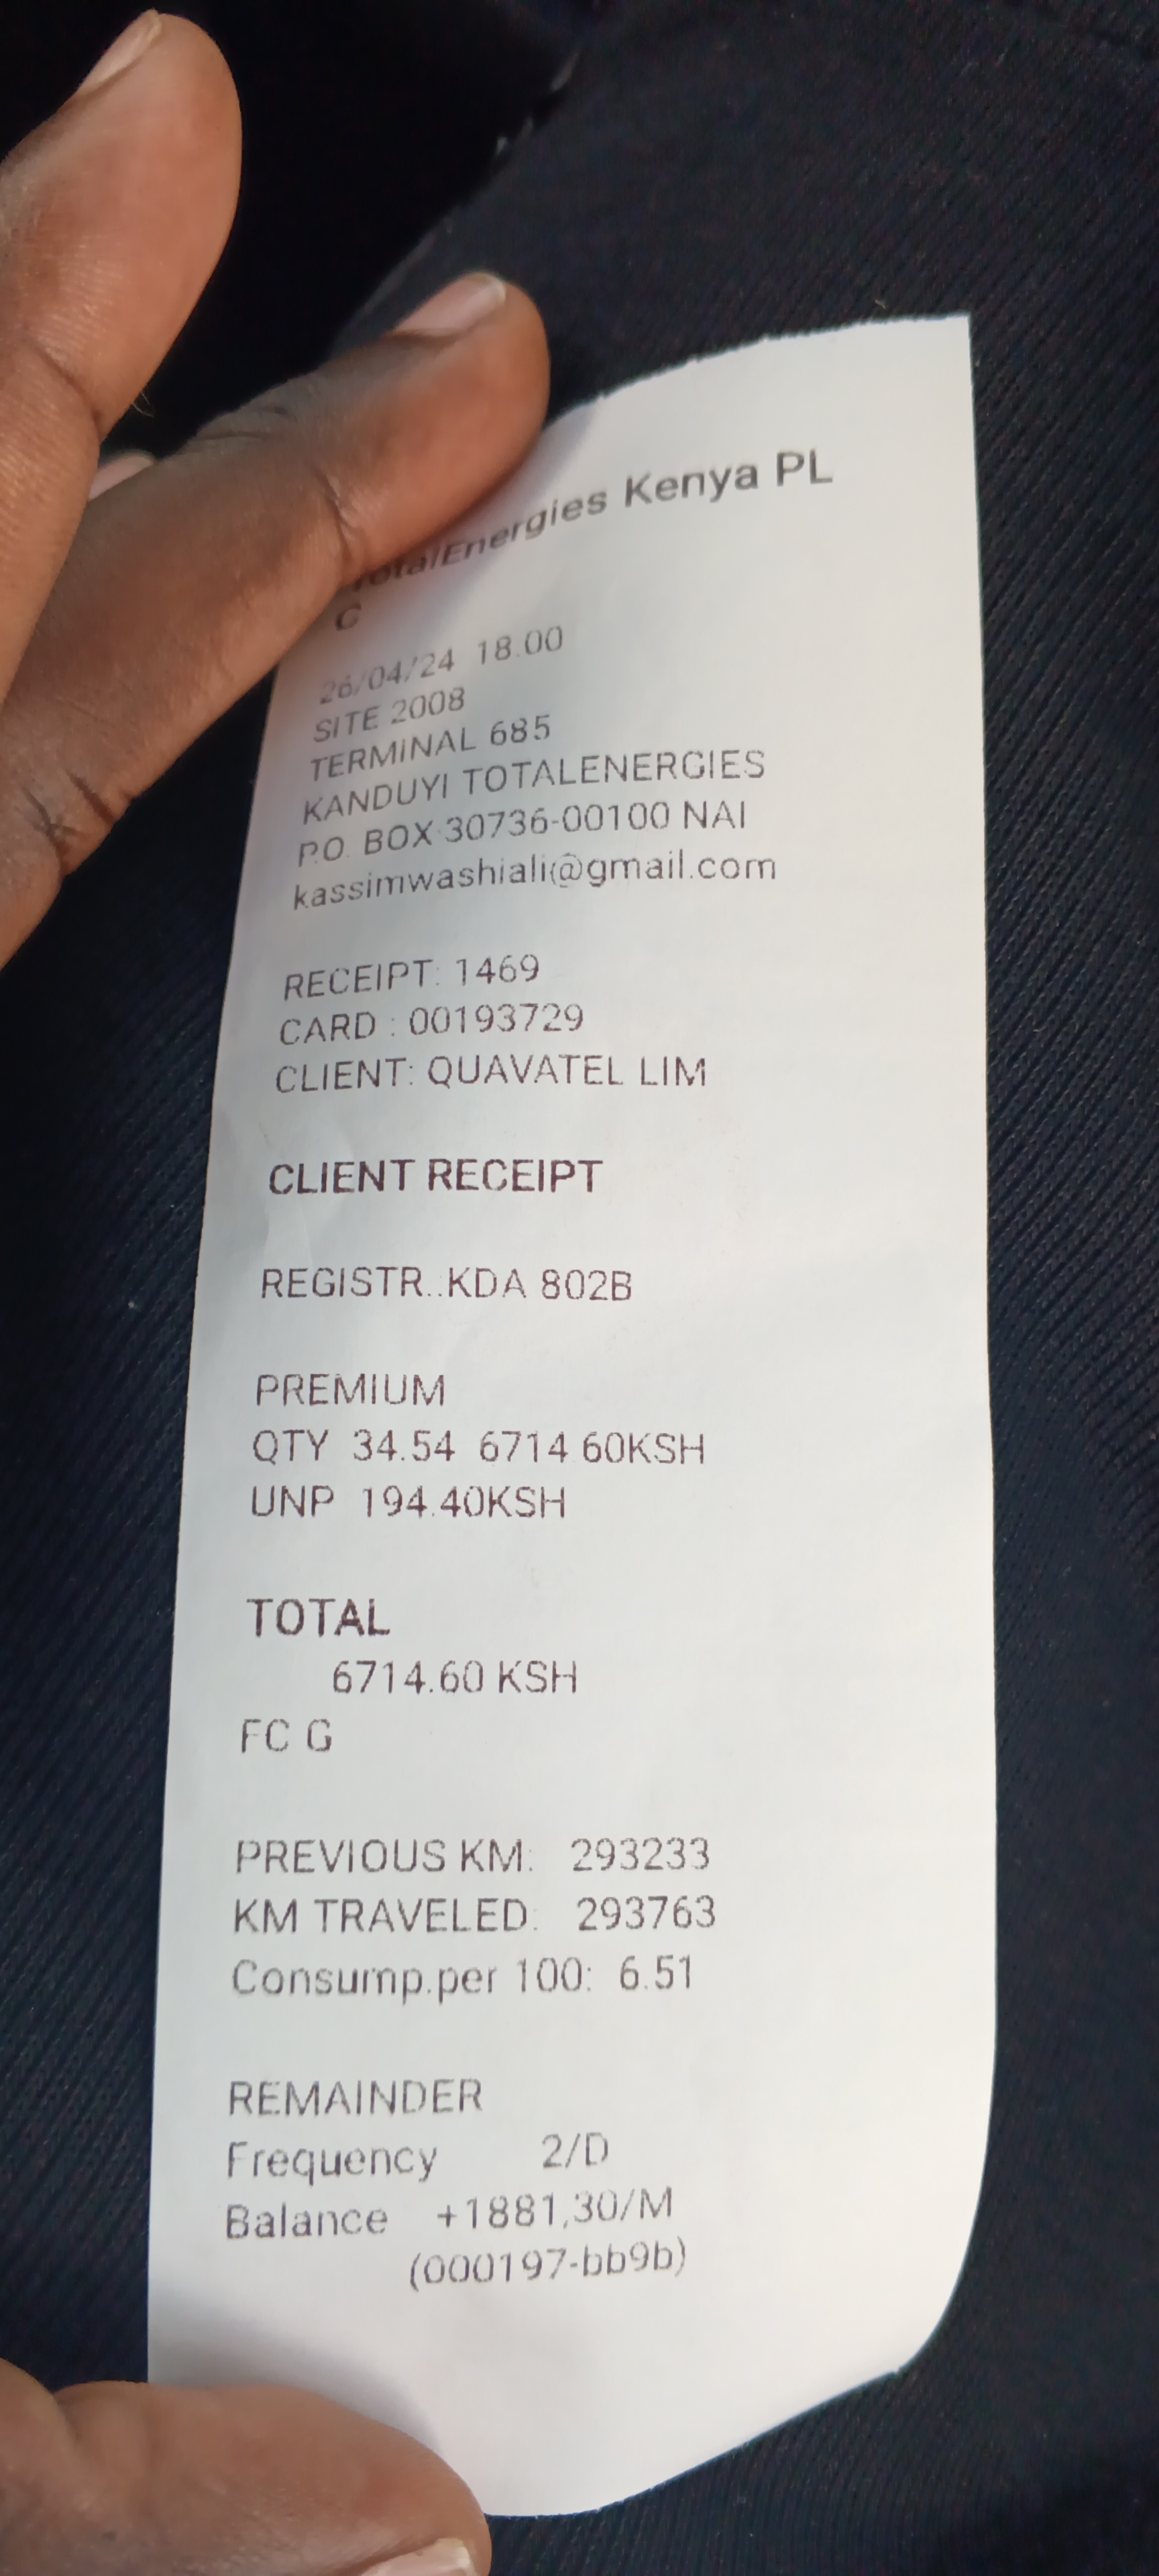 TotalEnergies Kenya PL
C
26/04/24 18.00
SITE 2008
TERMINAL 685
KANDUYI TOTALENERGIES
P.O. BOX 30736-00100 NAI
kassimwashiali@gmail.com
RECEIPT: 1469
CARD : 00193729
CLIENT: QUAVATEL LIM
CLIENT RECEIPT
REGISTR..KDA 802B
PREMIUM
QTY 34.54 6714.60KSH
UNP 194.40KSH
TOTAL
6714.60 KSH
FC G
PREVIOUS KM: 293233
KM TRAVELED: 293763
Consump.per 100: 6.51
REMAINDER
Frequency 2/D
Balance +1881,30/M
(000197-bb9b)